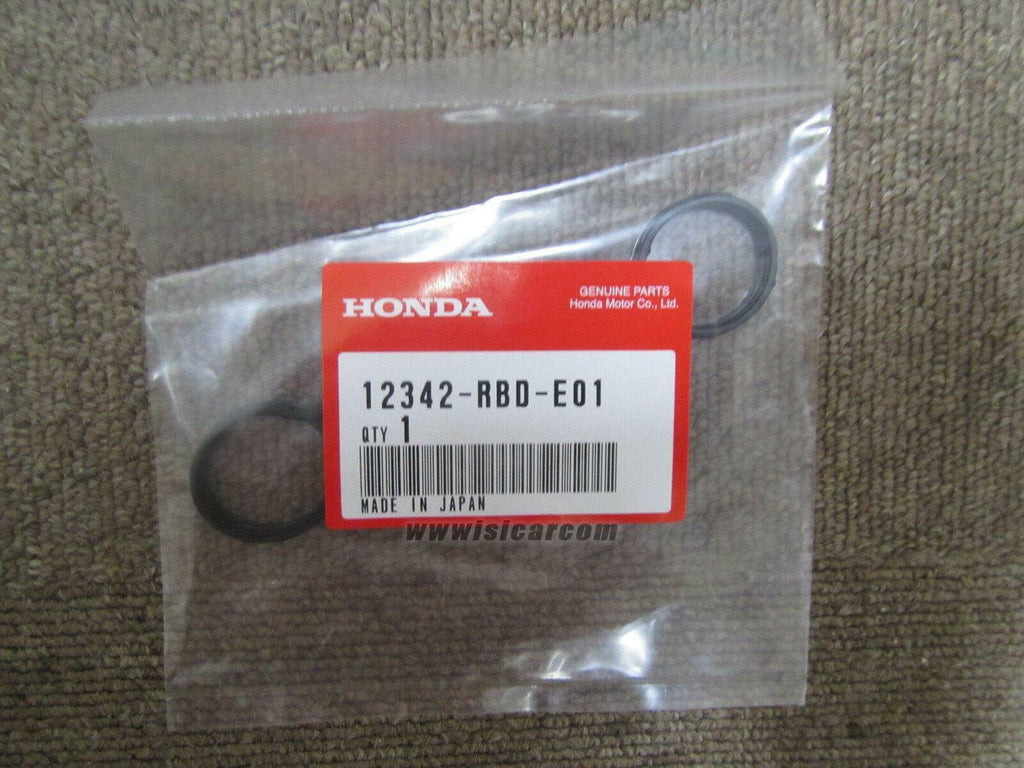 HONDA
GENUINE PARTS
Honda Motor Co., Ltd.
12342-RBD-E01
QTY 1
MADE IN JAPAN
wwwisicarcom